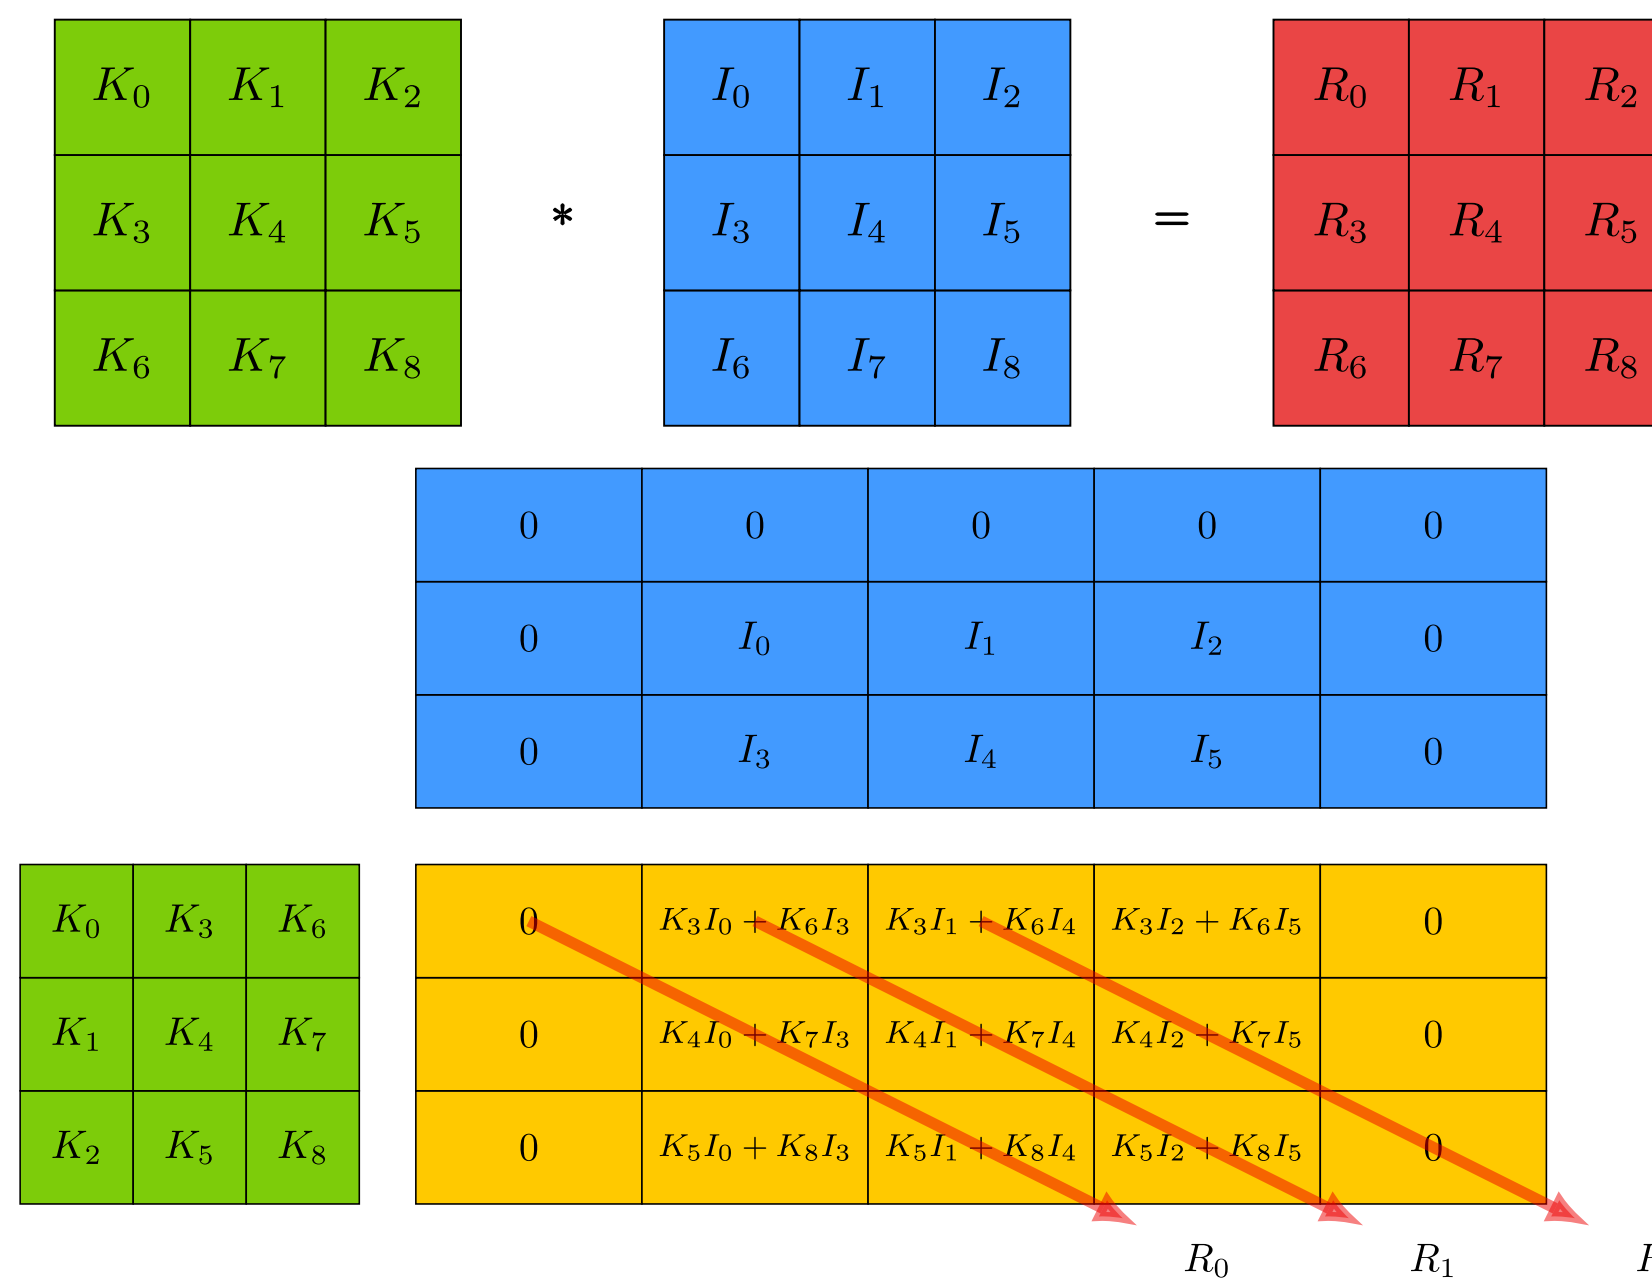 K₀ K₁ K₂ I₀ I₁ I₂ R₀ R₁ R₂
K₃ K₄ K₅ * I₃ I₄ I₅ = R₃ R₄ R₅
K₆ K₇ K₈ I₆ I₇ I₈ R₆ R₇ R₈
0 0 0 0 0
0 I₀ I₁ I₂ 0
0 I₃ I₄ I₅ 0
K₀ K₃ K₆ 0 K₃I₀ + K₆I₃ K₃I₁ + K₆I₄ K₃I₂ + K₆I₅ 0
K₁ K₄ K₇ 0 K₄I₀ + K₇I₃ K₄I₁ + K₇I₄ K₄I₂ + K₇I₅ 0
K₂ K₅ K₈ 0 K₅I₀ + K₈I₃ K₅I₁ + K₈I₄ K₅I₂ + K₈I₅ 0
R₀ R₁